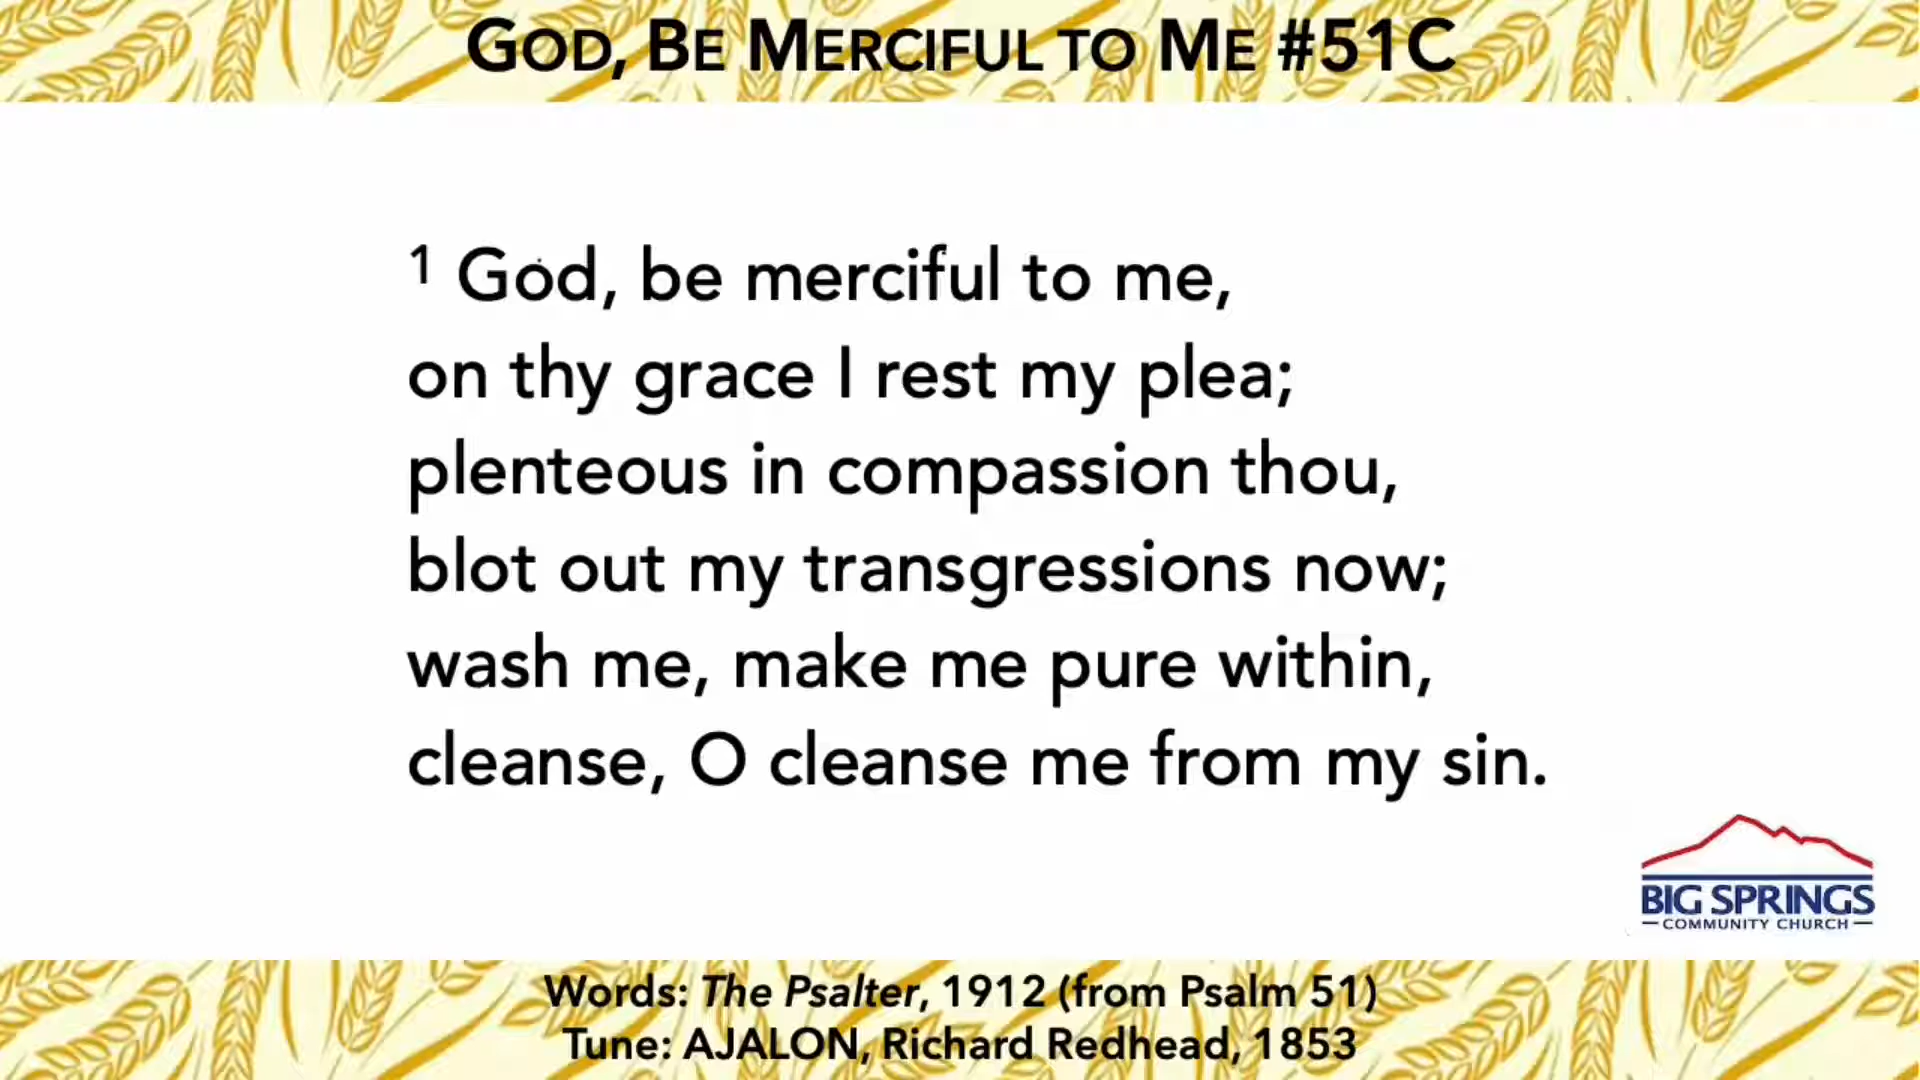 God, Be Merciful to Me #51C
1 God, be merciful to me,
on thy grace I rest my plea;
plenteous in compassion thou,
blot out my transgressions now;
wash me, make me pure within,
cleanse, O cleanse me from my sin.
BIG SPRINGS
COMMUNITY CHURCH
Words: The Psalter, 1912 (from Psalm 51)
Tune: AJALON, Richard Redhead, 1853